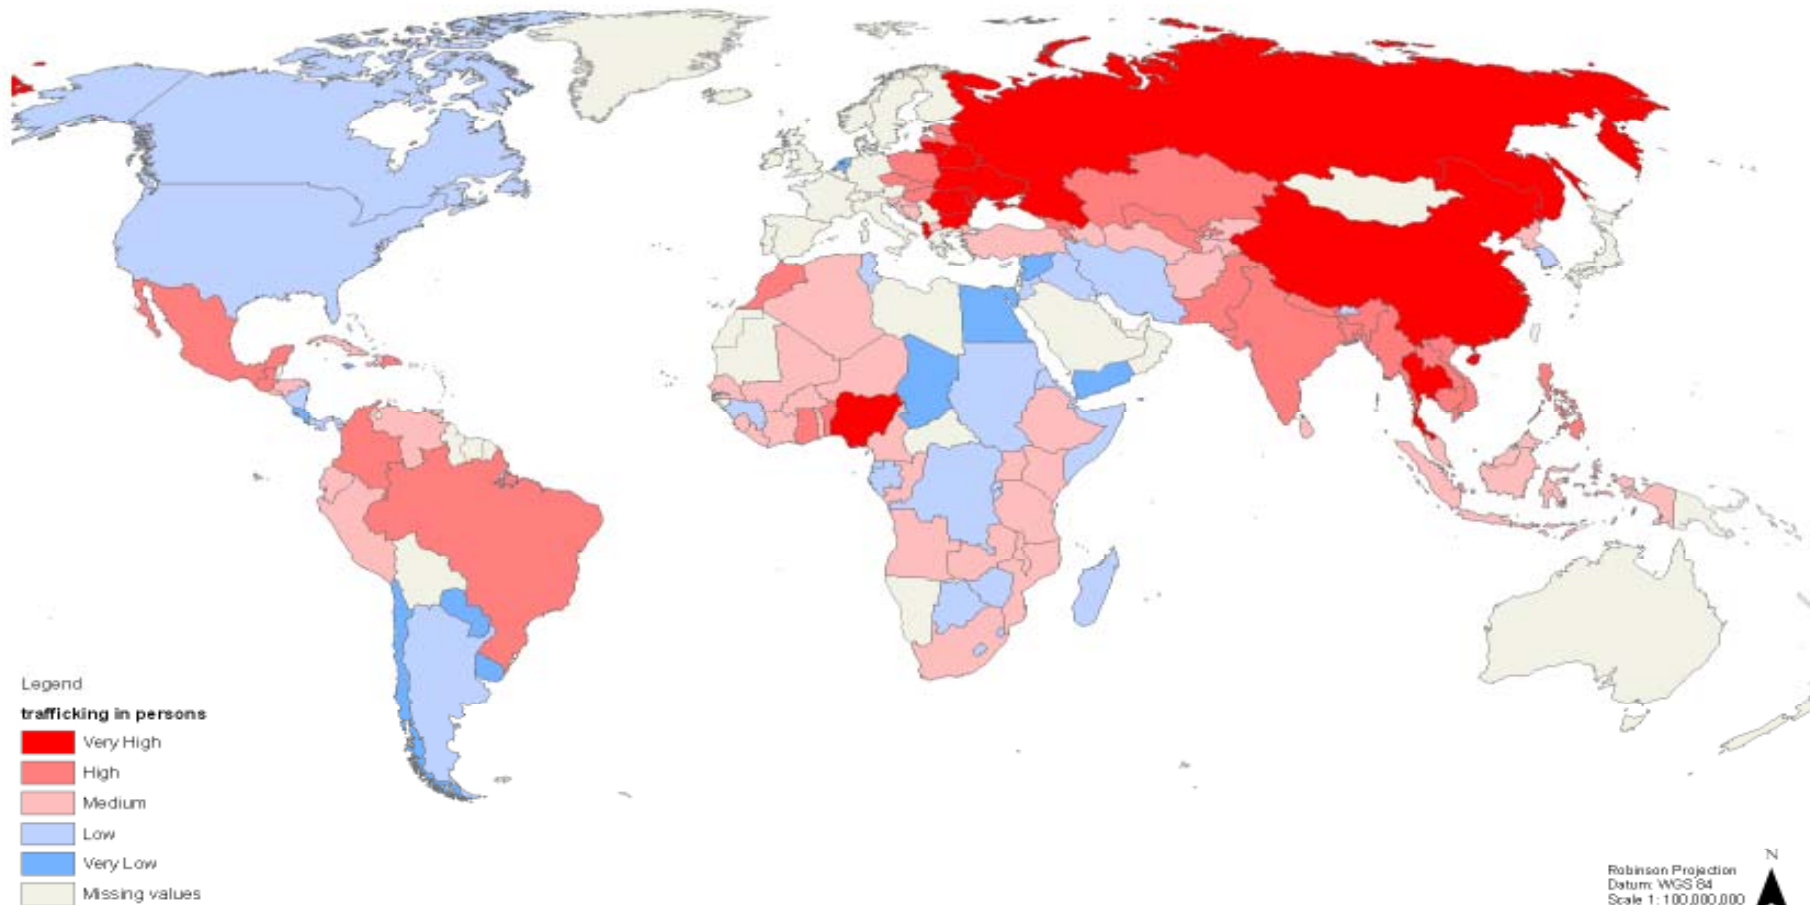 Legend
trafficking in persons
Very High
High
Medium
Low
Very Low
Missing values
N
Robinson Projection
Datum: WGS 84
Scale 1: 100,000,000